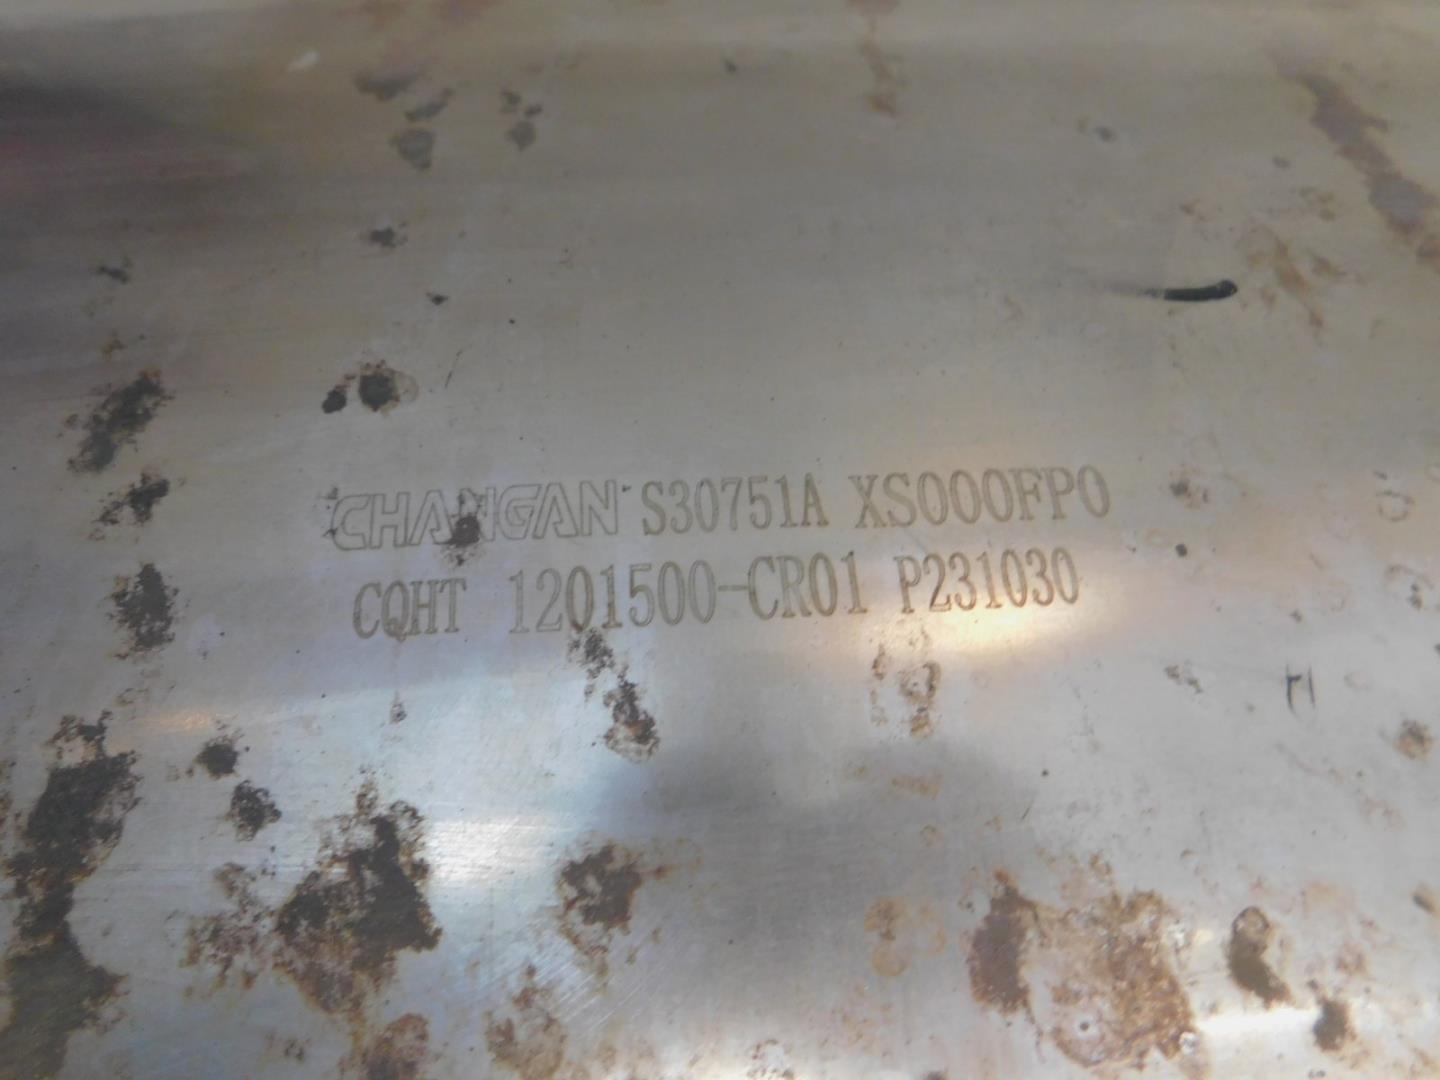 CHANGAN S30751A XS000FP0
CQHT 1201500-CR01 P231030